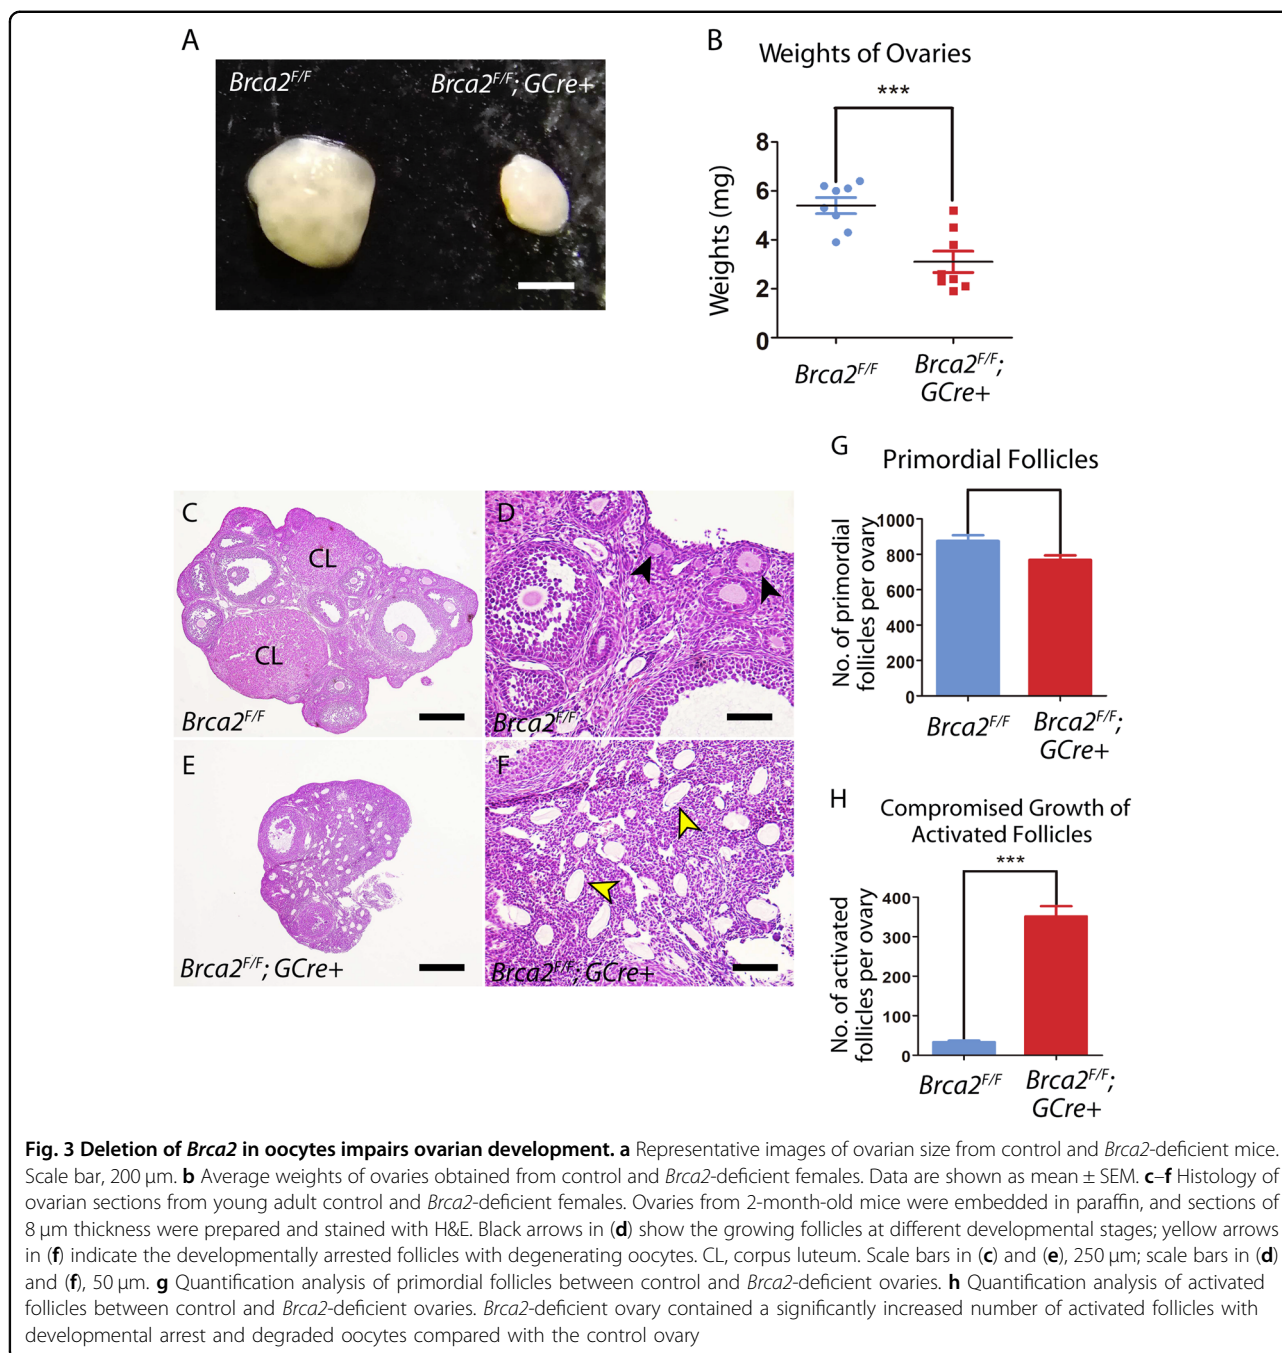 A
Brca2F/F
Brca2F/F; GCre+
B
Weights of Ovaries
***
Weights (mg)
8
6
4
2
0
Brca2F/F
Brca2F/F;
GCre+
C
CL
CL
Brca2F/F
D
Brca2F/F
E
Brca2F/F; GCre+
F
Brca2F/F; GCre+
G
Primordial Follicles
No. of primordial
follicles per ovary
1000
800
600
400
200
0
Brca2F/F
Brca2F/F;
GCre+
H
Compromised Growth of
Activated Follicles
***
No. of activated
follicles per ovary
400
300
200
100
0
Brca2F/F
Brca2F/F;
GCre+
Fig. 3 Deletion of Brca2 in oocytes impairs ovarian development. a Representative images of ovarian size from control and Brca2-deficient mice.
Scale bar, 200 µm. b Average weights of ovaries obtained from control and Brca2-deficient females. Data are shown as mean ± SEM. c–f Histology of
ovarian sections from young adult control and Brca2-deficient females. Ovaries from 2-month-old mice were embedded in paraffin, and sections of
8 µm thickness were prepared and stained with H&E. Black arrows in (d) show the growing follicles at different developmental stages; yellow arrows
in (f) indicate the developmentally arrested follicles with degenerating oocytes. CL, corpus luteum. Scale bars in (c) and (e), 250 µm; scale bars in (d)
and (f), 50 µm. g Quantification analysis of primordial follicles between control and Brca2-deficient ovaries. h Quantification analysis of activated
follicles between control and Brca2-deficient ovaries. Brca2-deficient ovary contained a significantly increased number of activated follicles with
developmental arrest and degraded oocytes compared with the control ovary